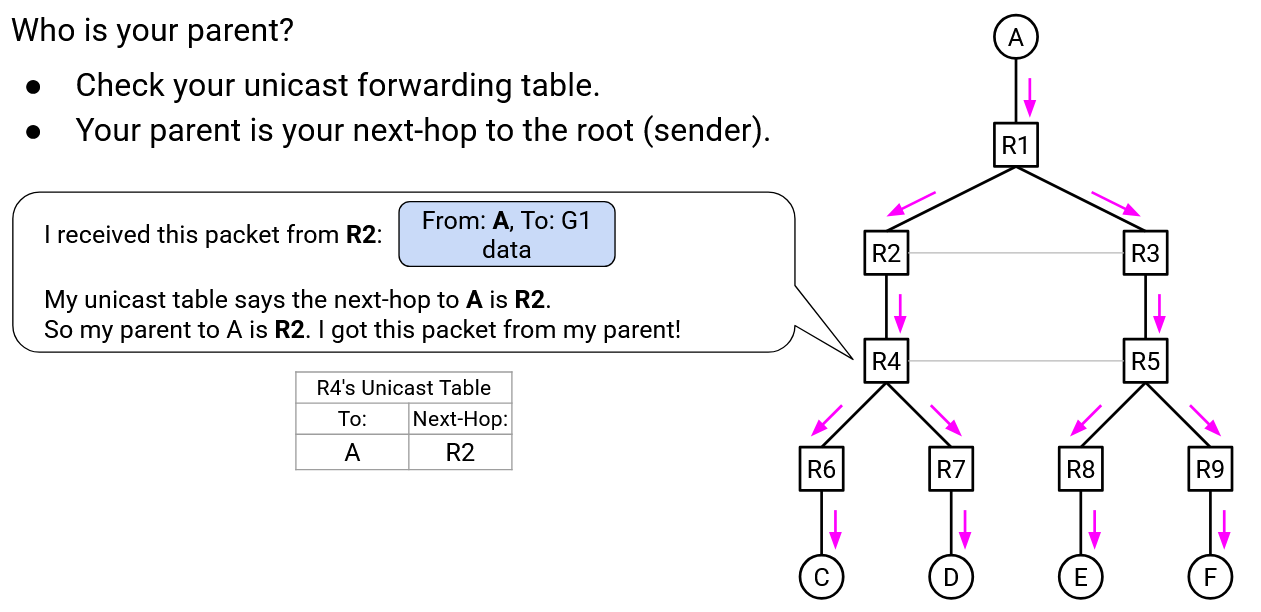 Who is your parent?
● Check your unicast forwarding table.
● Your parent is your next-hop to the root (sender).
I received this packet from R2:
From: A, To: G1
data
My unicast table says the next-hop to A is R2.
So my parent to A is R2. I got this packet from my parent!
R4's Unicast Table
To: Next-Hop:
A R2
A
R1
R2 R3
R4 R5
R6 R7 R8 R9
C D E F